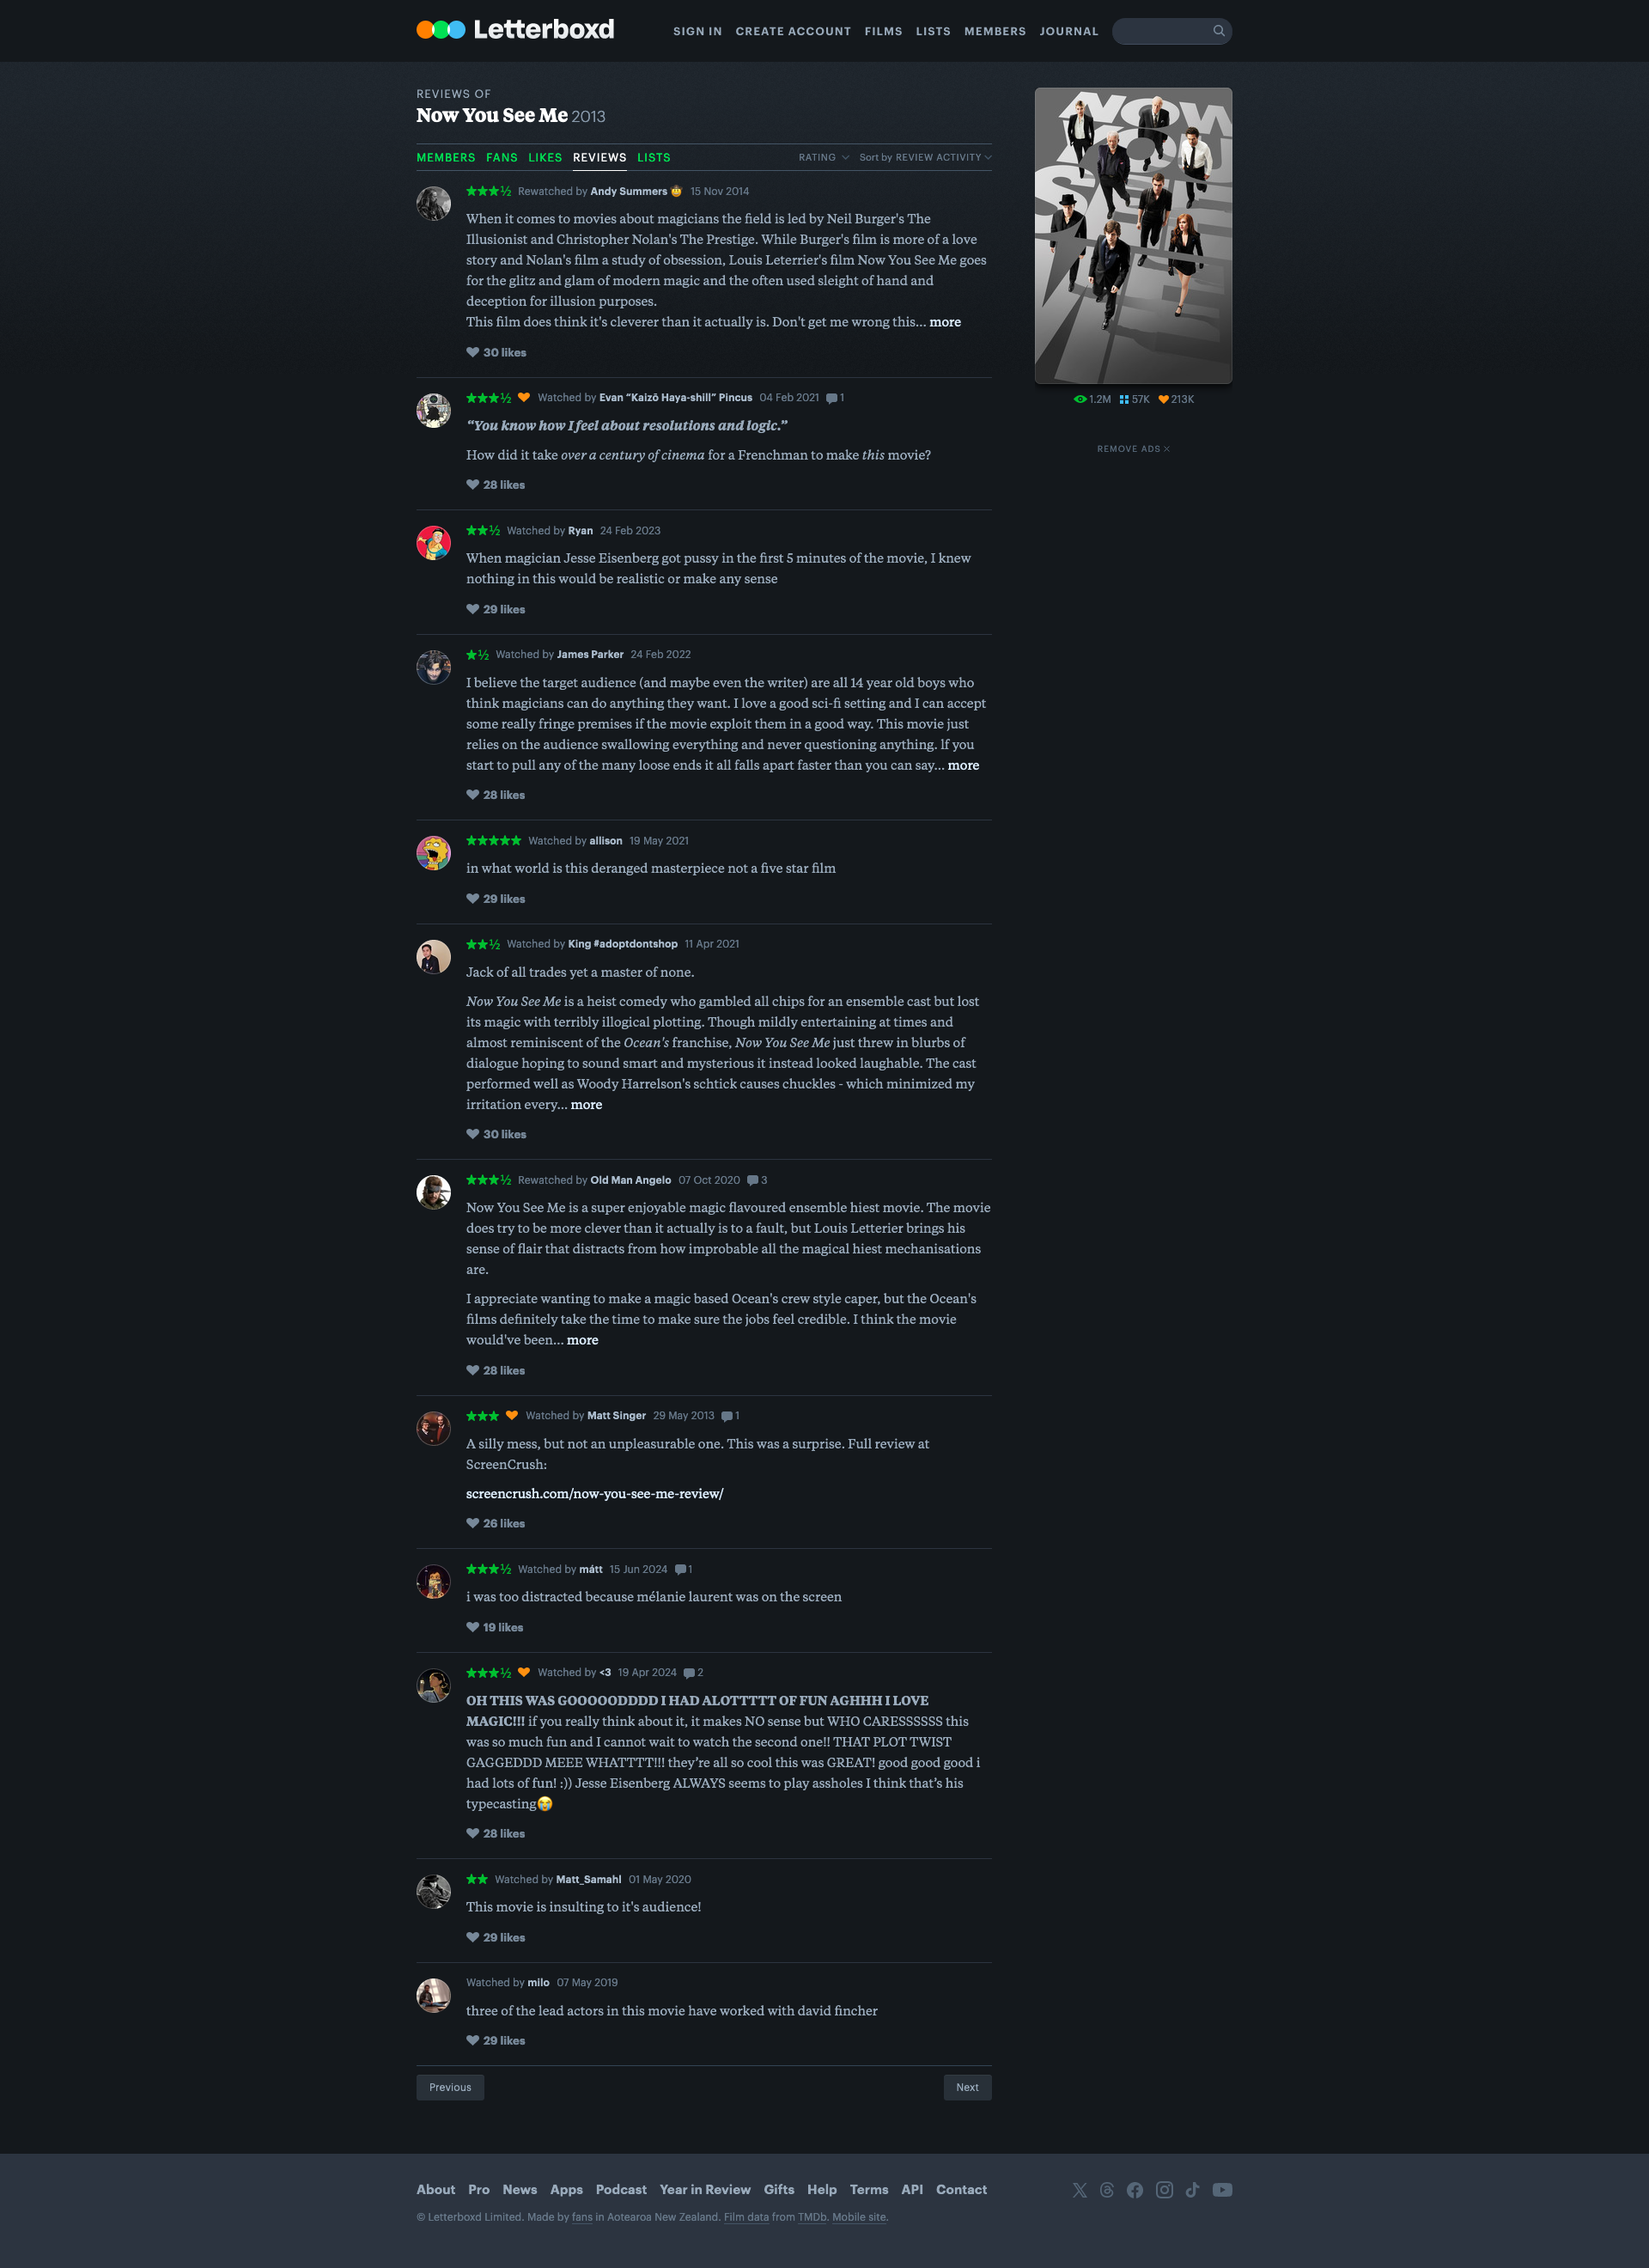 Letterboxd
SIGN IN CREATE ACCOUNT FILMS LISTS MEMBERS JOURNAL
REVIEWS OF
Now You See Me 2013
MEMBERS FANS LIKES REVIEWS LISTS
RATING Sort by REVIEW ACTIVITY
★★★½ Rewatched by Andy Summers 🤠 15 Nov 2014
When it comes to movies about magicians the field is led by Neil Burger's The
Illusionist and Christopher Nolan's The Prestige. While Burger's film is more of a love
story and Nolan's film a study of obsession, Louis Leterrier's film Now You See Me goes
for the glitz and glam of modern magic and the often used sleight of hand and
deception for illusion purposes.
This film does think it's cleverer than it actually is. Don't get me wrong this… more
30 likes
★★★½ Watched by Evan “Kaizō Haya-shill” Pincus 04 Feb 2021 1
“You know how I feel about resolutions and logic.”
How did it take over a century of cinema for a Frenchman to make this movie?
28 likes
★★½ Watched by Ryan 24 Feb 2023
When magician Jesse Eisenberg got pussy in the first 5 minutes of the movie, I knew
nothing in this would be realistic or make any sense
29 likes
★½ Watched by James Parker 24 Feb 2022
I believe the target audience (and maybe even the writer) are all 14 year old boys who
think magicians can do anything they want. I love a good sci-fi setting and I can accept
some really fringe premises if the movie exploit them in a good way. This movie just
relies on the audience swallowing everything and never questioning anything. If you
start to pull any of the many loose ends it all falls apart faster than you can say… more
28 likes
★★★★★ Watched by allison 19 May 2021
in what world is this deranged masterpiece not a five star film
29 likes
★★½ Watched by King #adoptdontshop 11 Apr 2021
Jack of all trades yet a master of none.
Now You See Me is a heist comedy who gambled all chips for an ensemble cast but lost
its magic with terribly illogical plotting. Though mildly entertaining at times and
almost reminiscent of the Ocean's franchise, Now You See Me just threw in blurbs of
dialogue hoping to sound smart and mysterious it instead looked laughable. The cast
performed well as Woody Harrelson's schtick causes chuckles - which minimized my
irritation every… more
30 likes
★★★½ Rewatched by Old Man Angelo 07 Oct 2020 3
Now You See Me is a super enjoyable magic flavoured ensemble hiest movie. The movie
does try to be more clever than it actually is to a fault, but Louis Letterier brings his
sense of flair that distracts from how improbable all the magical hiest mechanisations
are.
I appreciate wanting to make a magic based Ocean's crew style caper, but the Ocean's
films definitely take the time to make sure the jobs feel credible. I think the movie
would've been… more
28 likes
★★★ Watched by Matt Singer 29 May 2013 1
A silly mess, but not an unpleasurable one. This was a surprise. Full review at
ScreenCrush:
screencrush.com/now-you-see-me-review/
26 likes
★★★½ Watched by mátt 15 Jun 2024 1
i was too distracted because mélanie laurent was on the screen
19 likes
★★★½ Watched by <3 19 Apr 2024 2
OH THIS WAS GOOOOODDDD I HAD ALOTTTTT OF FUN AGHHH I LOVE
MAGIC!!! if you really think about it, it makes NO sense but WHO CARESSSSSS this
was so much fun and I cannot wait to watch the second one!! THAT PLOT TWIST
GAGGEDDD MEEE WHATTTT!!! they're all so cool this was GREAT! good good good i
had lots of fun! :)) Jesse Eisenberg ALWAYS seems to play assholes I think that's his
typecasting😭
28 likes
★★ Watched by Matt_Samahl 01 May 2020
This movie is insulting to it's audience!
29 likes
Watched by milo 07 May 2019
three of the lead actors in this movie have worked with david fincher
29 likes
Previous Next
NOW
YOU
SEE
1.2M 57K 213K
REMOVE ADS
About Pro News Apps Podcast Year in Review Gifts Help Terms API Contact
© Letterboxd Limited. Made by fans in Aotearoa New Zealand. Film data from TMDb. Mobile site.